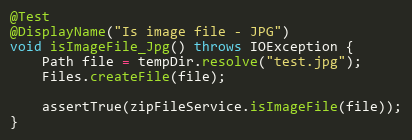 @Test
@DisplayName("Is image file - JPG")
void isImageFile_Jpg() throws IOException {
    Path file = tempDir.resolve("test.jpg");
    Files.createFile(file);

    assertTrue(zipFileService.isImageFile(file));
}